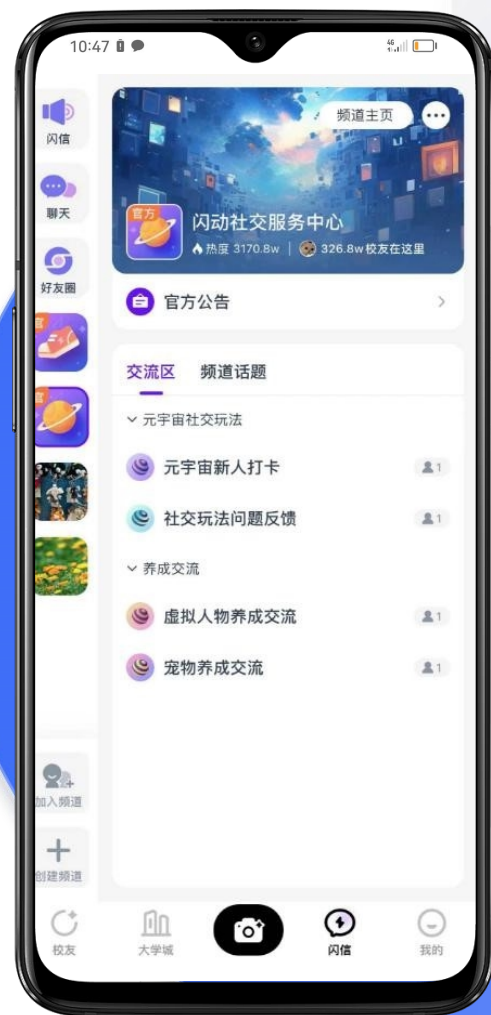 10:47
4G
闪信
聊天
好友圈
官
官
加入频道
创建频道
频道主页
官方
闪动社交服务中心
热度 3170.8w | 326.8w校友在这里
官方公告
交流区 频道话题
元宇宙社交玩法
元宇宙新人打卡 1
社交玩法问题反馈 1
养成交流
虚拟人物养成交流 1
宠物养成交流 1
校友 大学城 闪信 我的